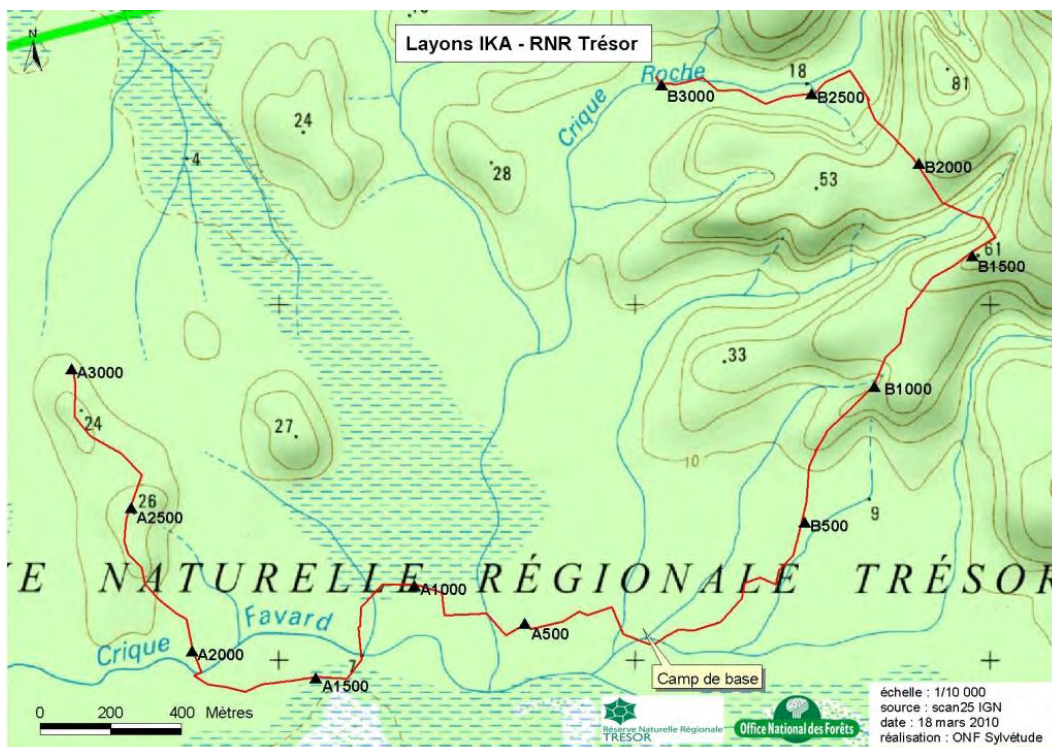 Layons IKA - RNR Trésor
N
18
Crique Roche
B3000
B2500
81
24
4
28
B2000
53
61
B1500
33
A3000
B1000
24
27
10
26
A2500
B500
9
E NATURELLE RÉGIONALE TRÉSOR
A1000
A500
Crique Favard
A2000
7
A1500
Camp de base
0 200 400 Mètres
Réserve Naturelle Régionale
TRESOR
Office National des Forêts
échelle : 1/10 000
source : scan25 IGN
date : 18 mars 2010
réalisation : ONF Sylvétude